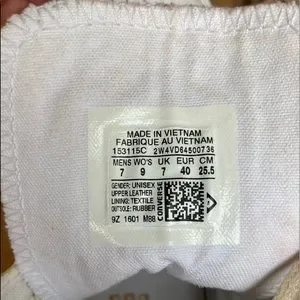 MADE IN VIETNAM
FABRIQUE AU VIETNAM
153115C 2W4VD64500736
MENS WO'S UK EUR CM
7 9 7 40 25.5
GENDER: UNISEX
UPPER: LEATHER
LINING: TEXTILE
OUTSOLE: RUBBER
9Z 1601 M88
CONVERSE